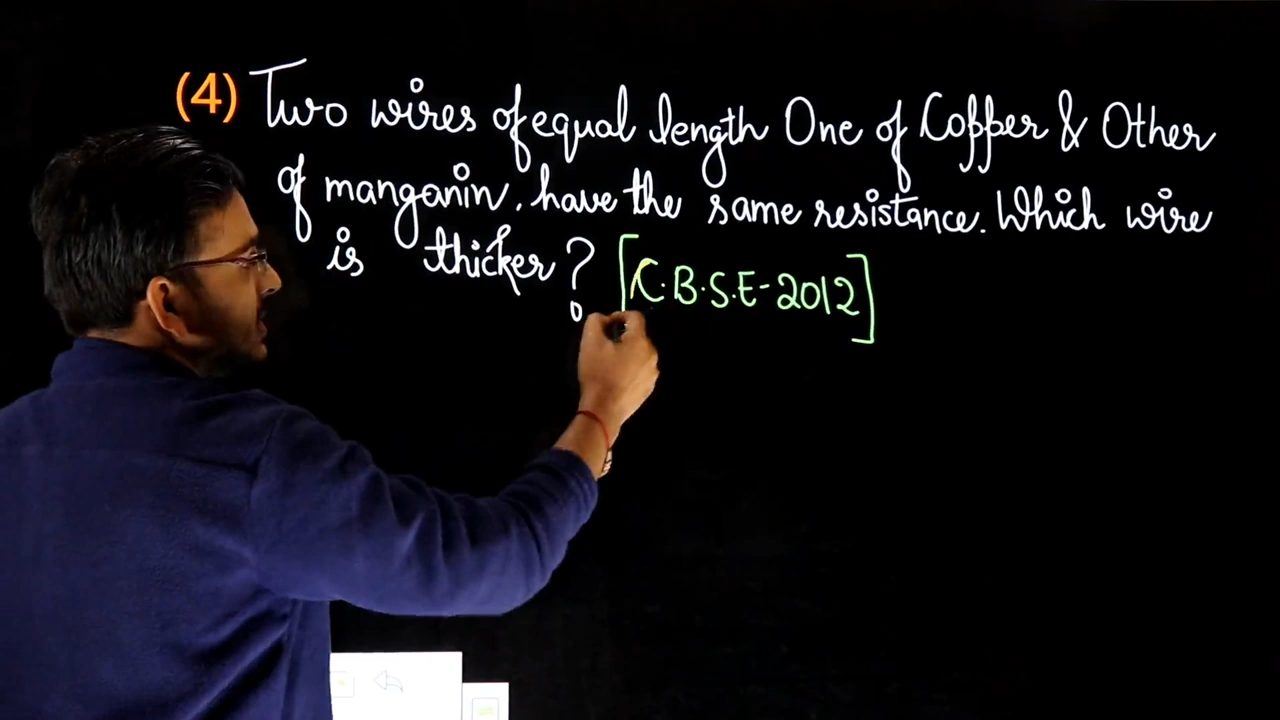 (4) Two wires of equal length One of Copper & Other
of manganin, have the same resistance. Which wire
is thicker? [C.B.S.E-2012]